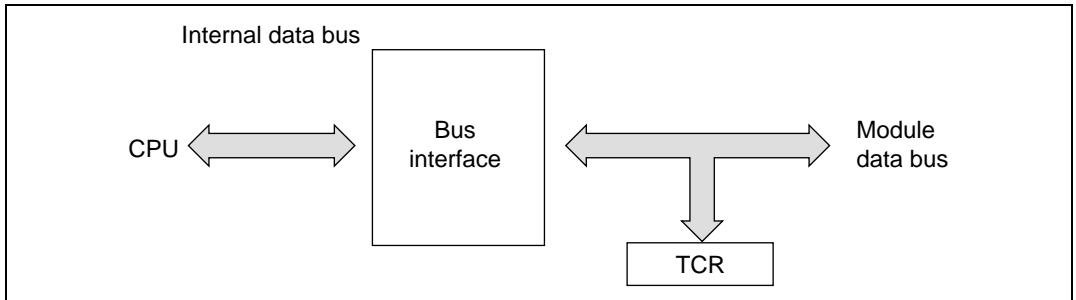 Internal data bus
CPU
Bus
interface
Module
data bus
TCR